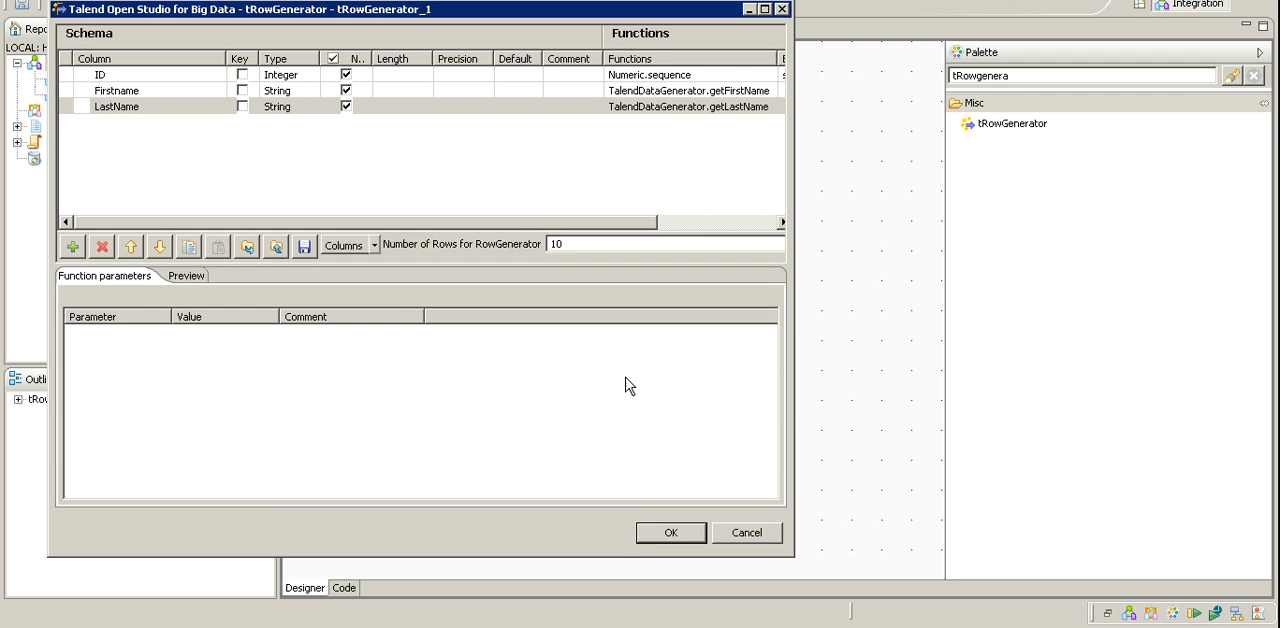 Talend Open Studio for Big Data - tRowGenerator - tRowGenerator_1
Integration
Schema
Functions
Column Key Type N.. Length Precision Default Comment Functions
ID Integer Numeric.sequence
Firstname String TalendDataGenerator.getFirstName
LastName String TalendDataGenerator.getLastName
Columns Number of Rows for RowGenerator 10
Function parameters Preview
Parameter Value Comment
OK Cancel
Designer Code
Palette
tRowgenera
Misc
tRowGenerator